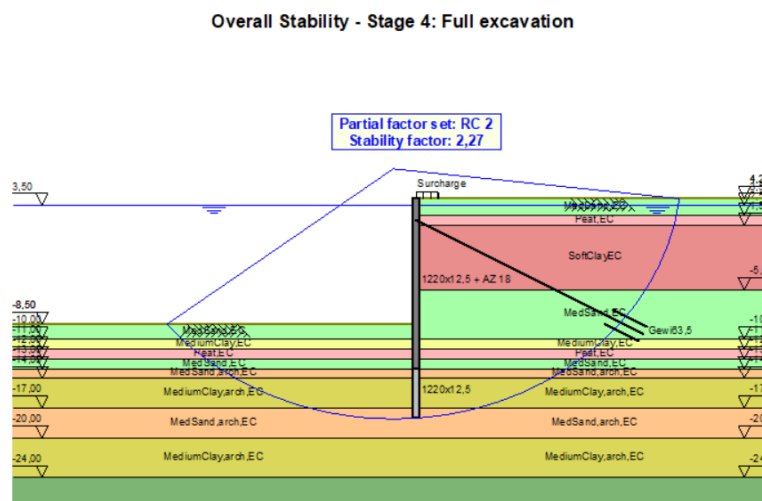 Overall Stability - Stage 4: Full excavation
Partial factor set: RC 2
Stability factor: 2,27
Surcharge
3,50
Peat,EC
SoftClayEC
1220x12,5 + AZ 18
MedSand,EC
Gewi63,5
-8,50
-10,00
MedSand,EC
MediumClay,EC
MediumClay,EC
Peat,EC
Peat,EC
MedSand,EC
MedSand,EC
MedSand,arch,EC
MedSand,arch,EC
-17,00
MediumClay,arch,EC
1220x12,5
MediumClay,arch,EC
-20,00
MedSand,arch,EC
MedSand,arch,EC
-24,00
MediumClay,arch,EC
MediumClay,arch,EC